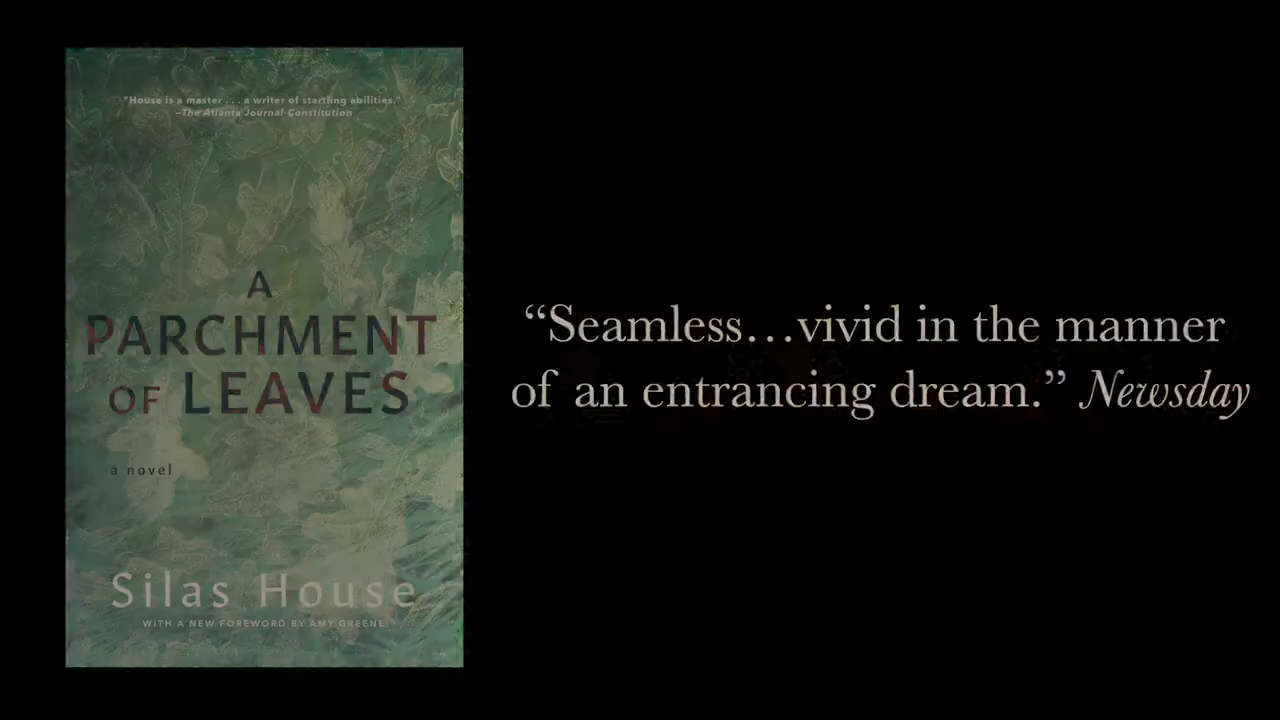 "House is a master . . . a writer of startling abilities."
–The Atlanta Journal-Constitution
A
PARCHMENT
OF LEAVES
a novel
Silas House
WITH A NEW FOREWORD BY AMY GREENE
“Seamless…vivid in the manner
of an entrancing dream.” Newsday